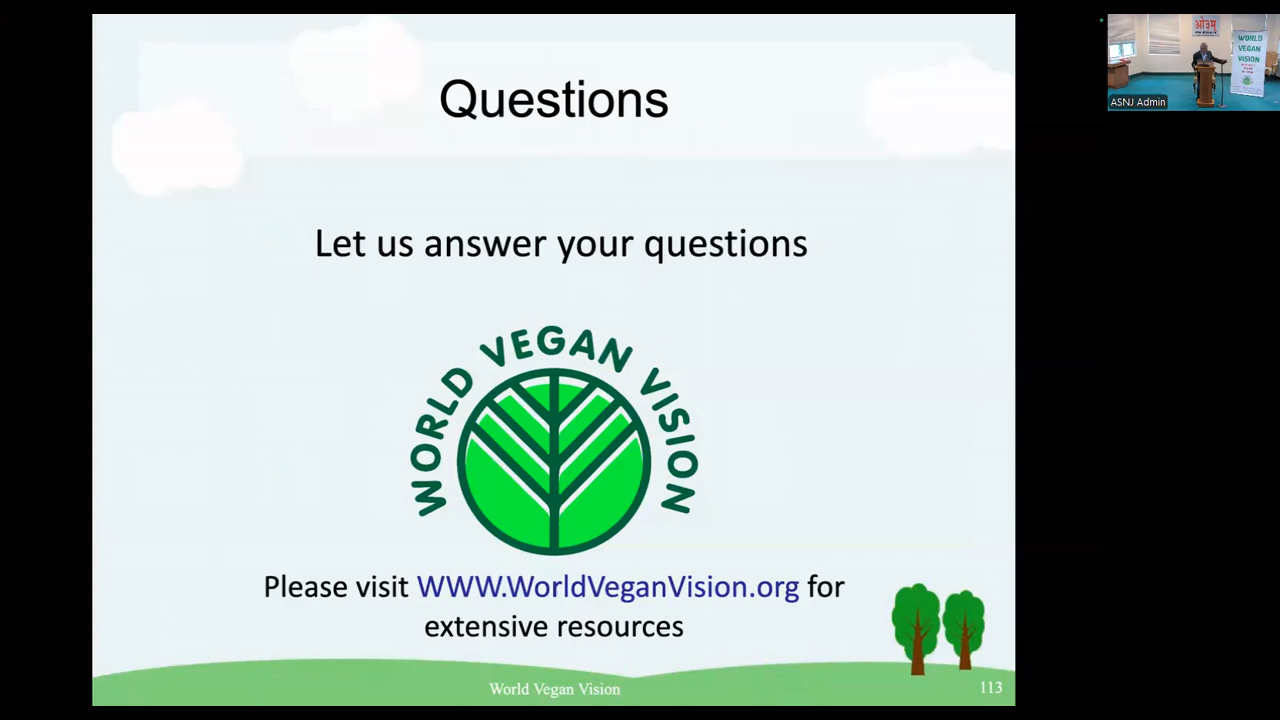 Questions
Let us answer your questions
WORLD VEGAN VISION
Please visit WWW.WorldVeganVision.org for
extensive resources
World Vegan Vision
113
ओ३म्
WORLD
VEGAN
VISION
ASNJ Admin